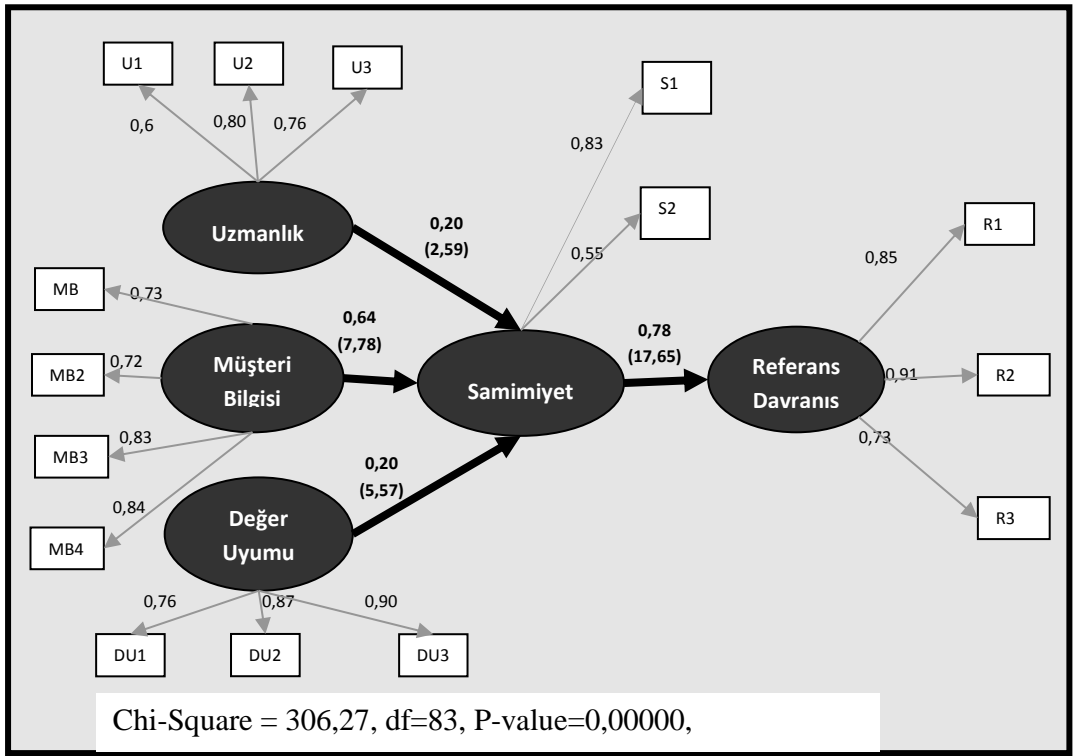 U1
U2
U3
0,6
0,80
0,76
S1
0,83
S2
0,55
Uzmanlık
0,20
(2,59)
R1
0,85
MB
0,73
MB2
0,72
Müşteri
Bilgisi
0,64
(7,78)
Samimiyet
0,78
(17,65)
Referans
Davranıs
0,91
R2
0,73
R3
MB3
0,83
MB4
0,84
Değer
Uyumu
0,20
(5,57)
0,76
0,87
0,90
DU1
DU2
DU3
Chi-Square = 306,27, df=83, P-value=0,00000,